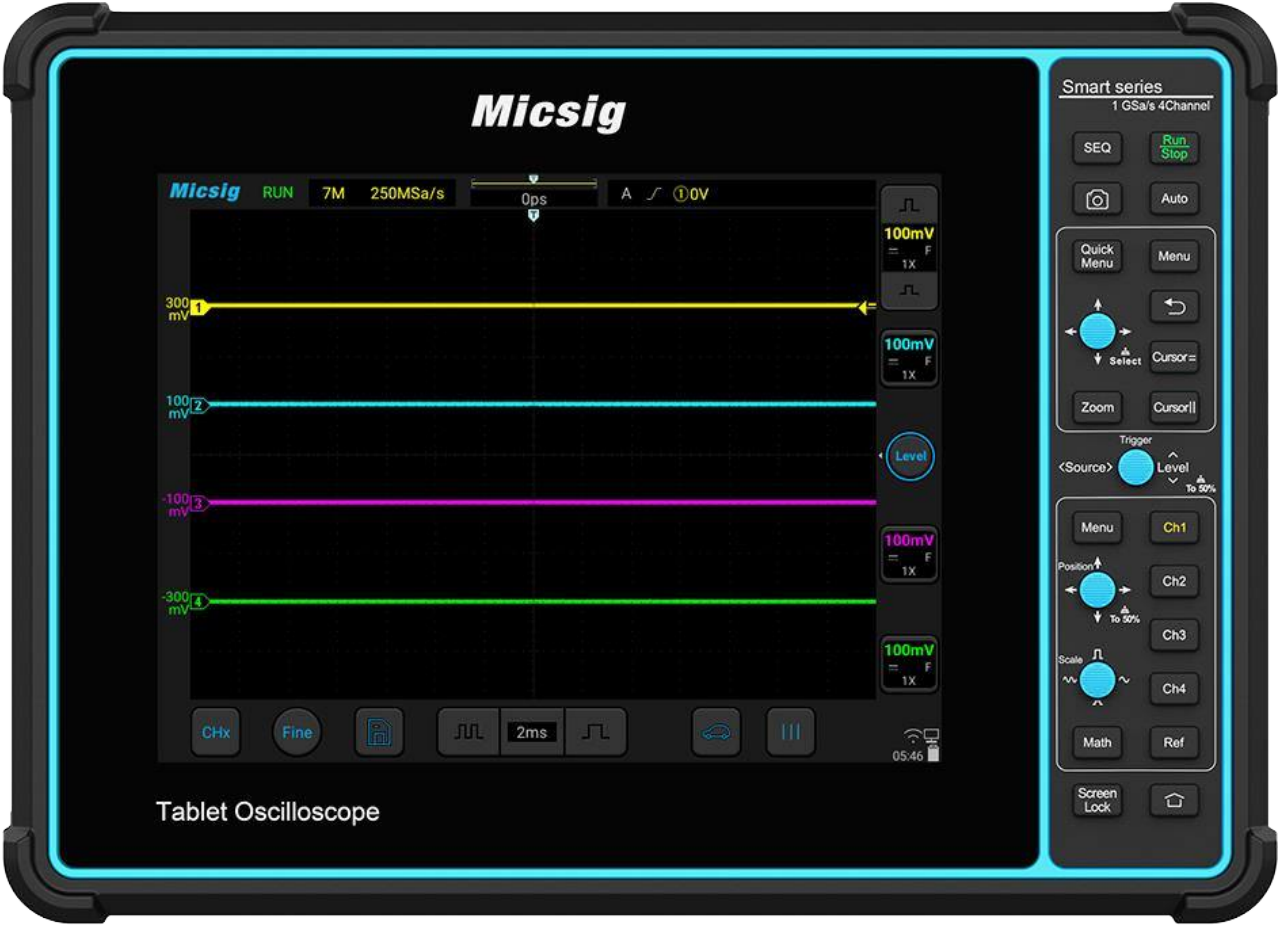 Micsig
Micsig RUN 7M 250MSa/s 0ps A ①0V
T
T
100mV
F
1X
300
mV
1
100mV
F
1X
100
mV
2
Level
-100
mV
3
100mV
F
1X
-300
mV
4
100mV
F
1X
CHx Fine 2ms
05:46
Tablet Oscilloscope
Smart series
1 GSa/s 4Channel
SEQ
Run
Stop
Auto
Quick
Menu
Menu
Select
Cursor=
Zoom
Cursor||
Trigger
<Source>
Level
To 50%
Menu
Ch1
Position
Ch2
To 50%
Ch3
Scale
Ch4
Math
Ref
Screen
Lock